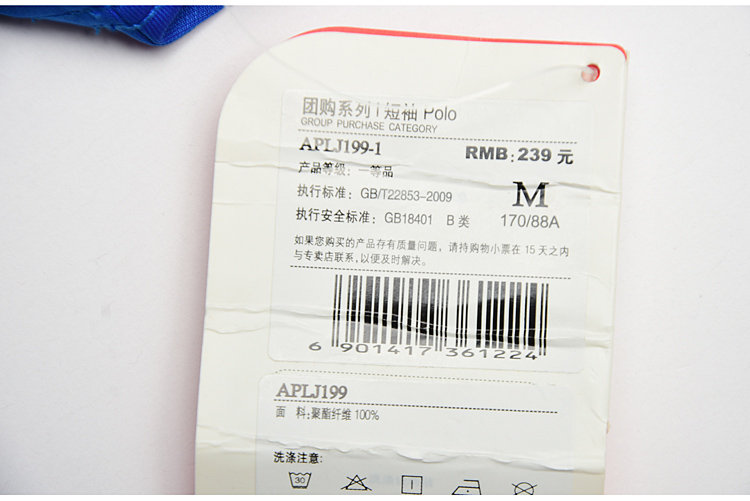 团购系列 | 短袖 Polo
GROUP PURCHASE CATEGORY
APLJ199-1 RMB: 239 元
产品等级: 一等品
执行标准: GB/T22853-2009 M
执行安全标准: GB18401 B 类 170/88A
如果您购买的产品存有质量问题, 请持购物小票在 15 天之内
与专卖店联系, 以便及时解决。
6 901417 361224
APLJ199
面 料: 聚酯纤维 100%
洗涤注意:
30